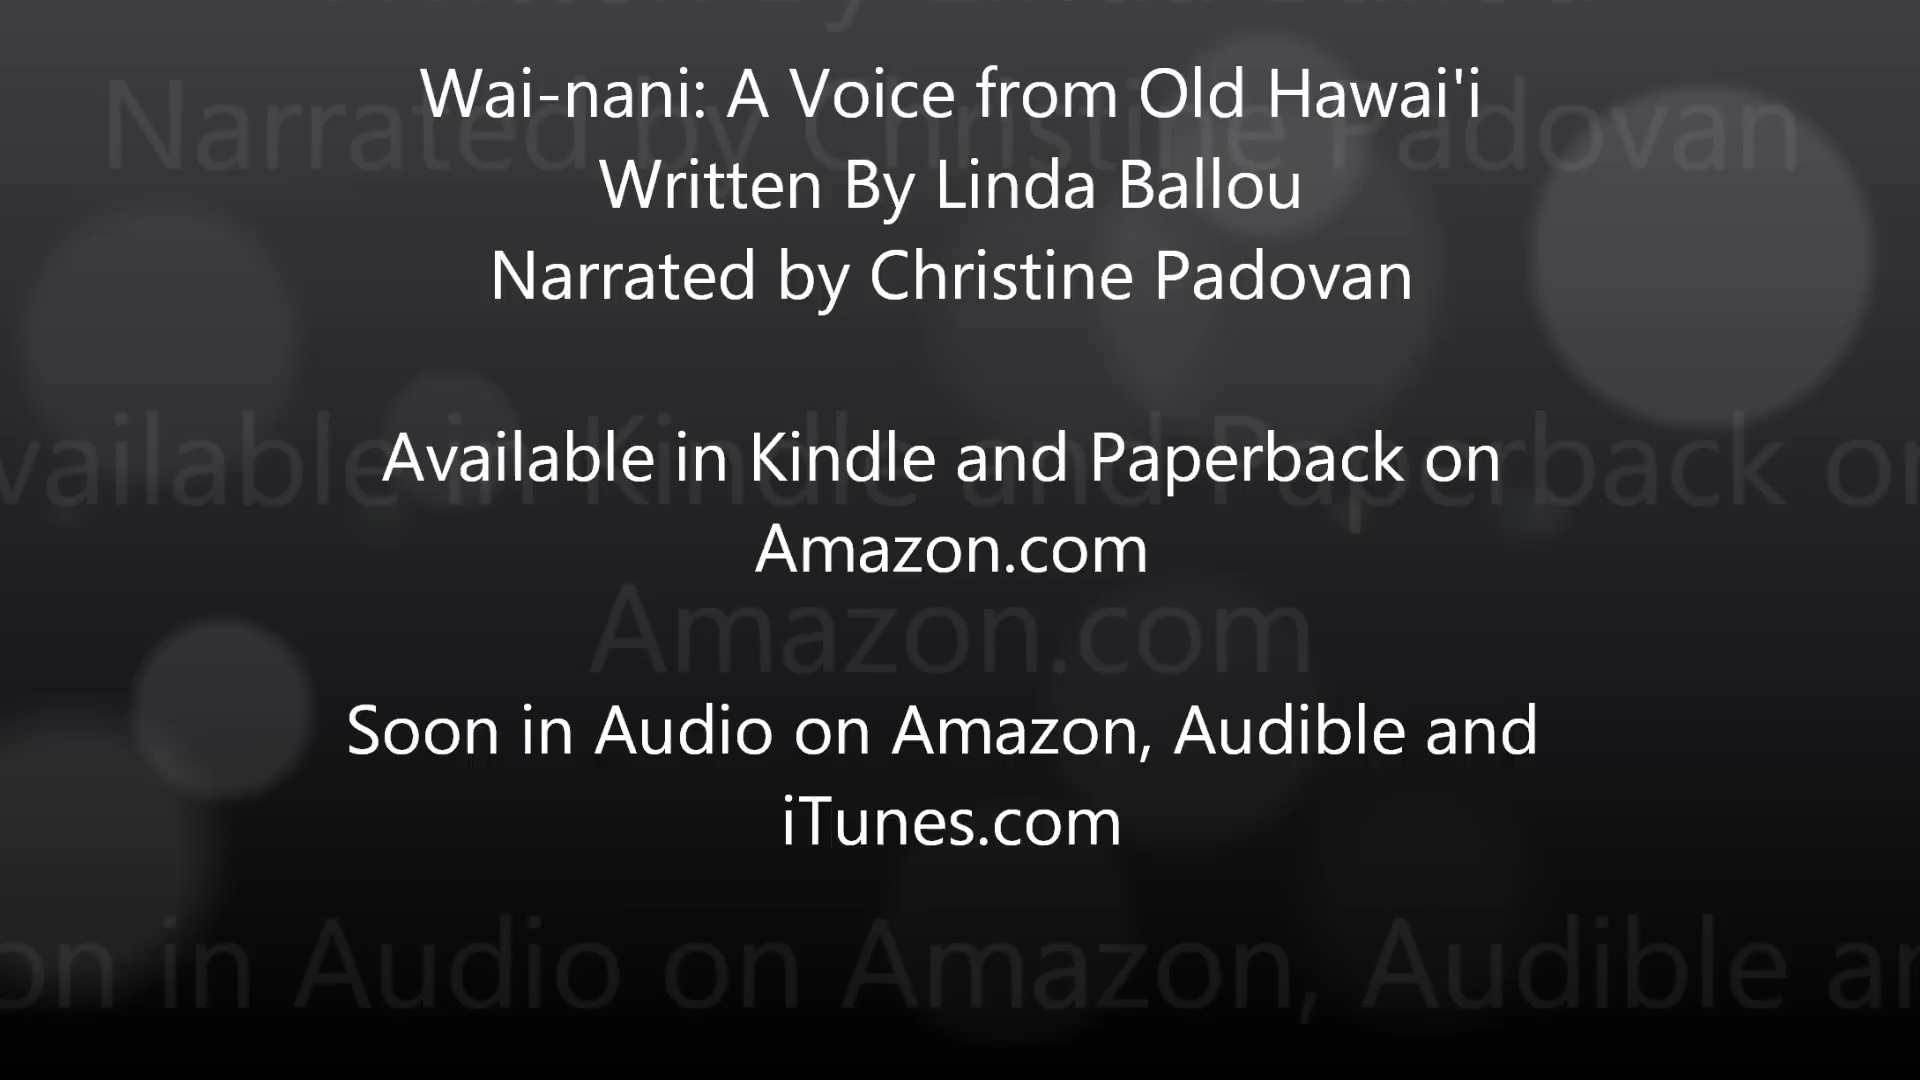 Wai-nani: A Voice from Old Hawai'i
Written By Linda Ballou
Narrated by Christine Padovan
Available in Kindle and Paperback on
Amazon.com
Soon in Audio on Amazon, Audible and
iTunes.com